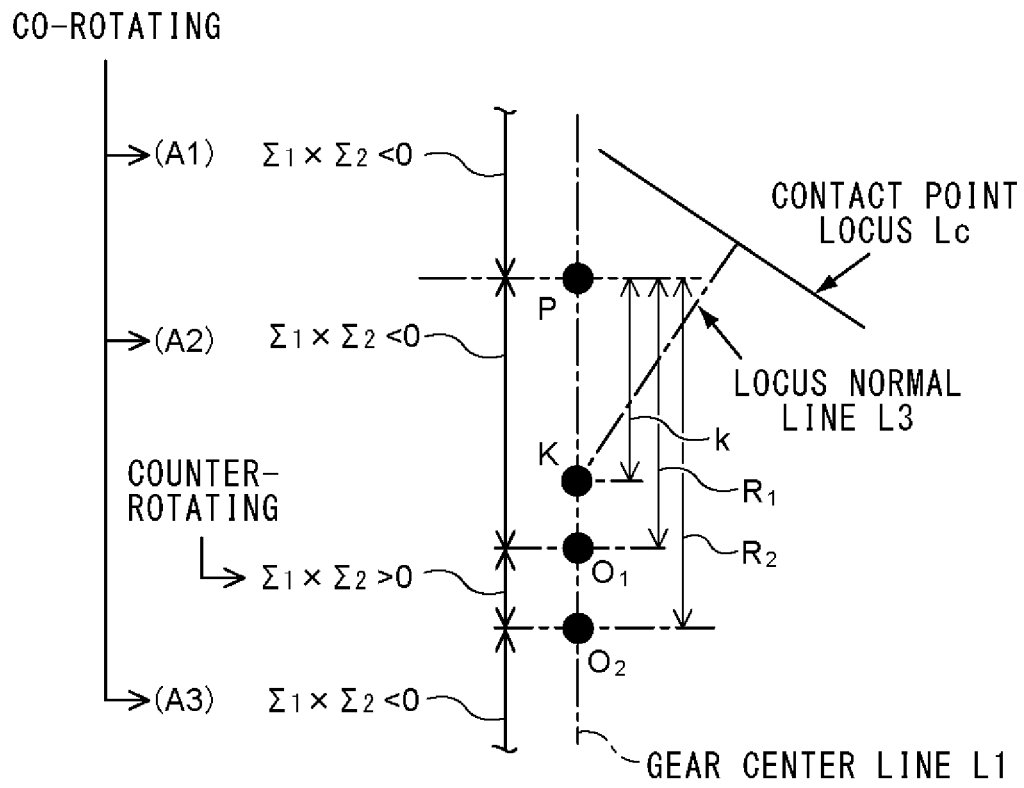 CO-ROTATING
(A1) Σ1 × Σ2 <0
CONTACT POINT
LOCUS Lc
P
(A2) Σ1 × Σ2 <0
LOCUS NORMAL
LINE L3
k
K
COUNTER-
ROTATING
R1
R2
Σ1 × Σ2 >0
O1
O2
(A3) Σ1 × Σ2 <0
GEAR CENTER LINE L1